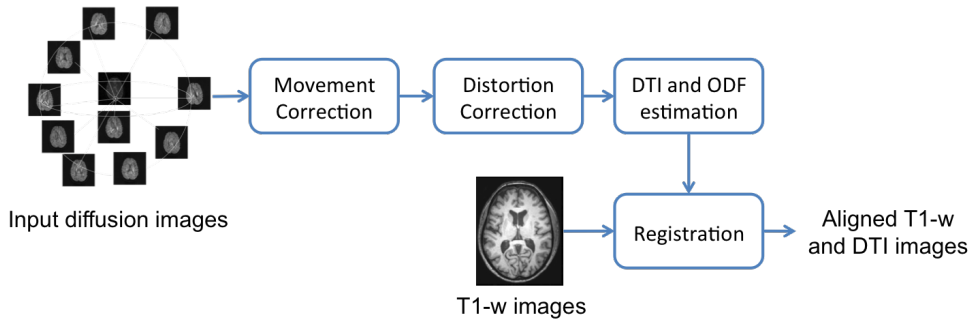 Movement
Correction
Distortion
Correction
DTI and ODF
estimation
Input diffusion images
Registration
Aligned T1-w
and DTI images
T1-w images